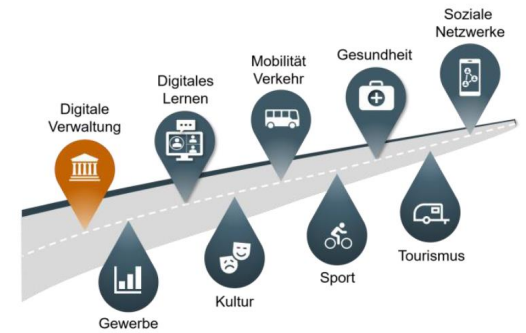 Soziale
Netzwerke
Gesundheit
Mobilität
Verkehr
Digitales
Lernen
Digitale
Verwaltung
Tourismus
Sport
Kultur
Gewerbe